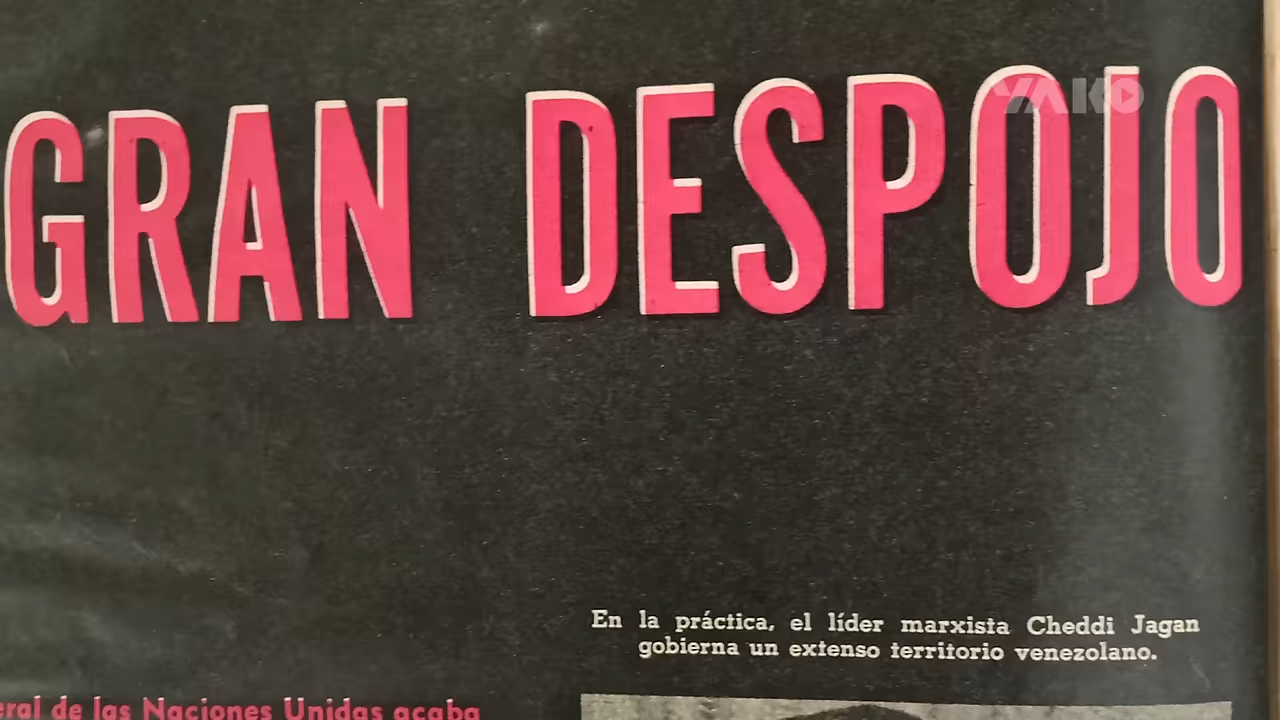 GRAN DESPOJO
YAKO
En la práctica, el líder marxista Cheddi Jagan
gobierna un extenso territorio venezolano.
eral de las Naciones Unidas acaba